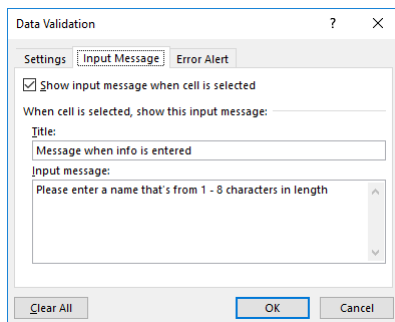 Data Validation ? ×
Settings Input Message Error Alert
Show input message when cell is selected
When cell is selected, show this input message:
Title:
Message when info is entered
Input message:
Please enter a name that's from 1 - 8 characters in length
Clear All OK Cancel